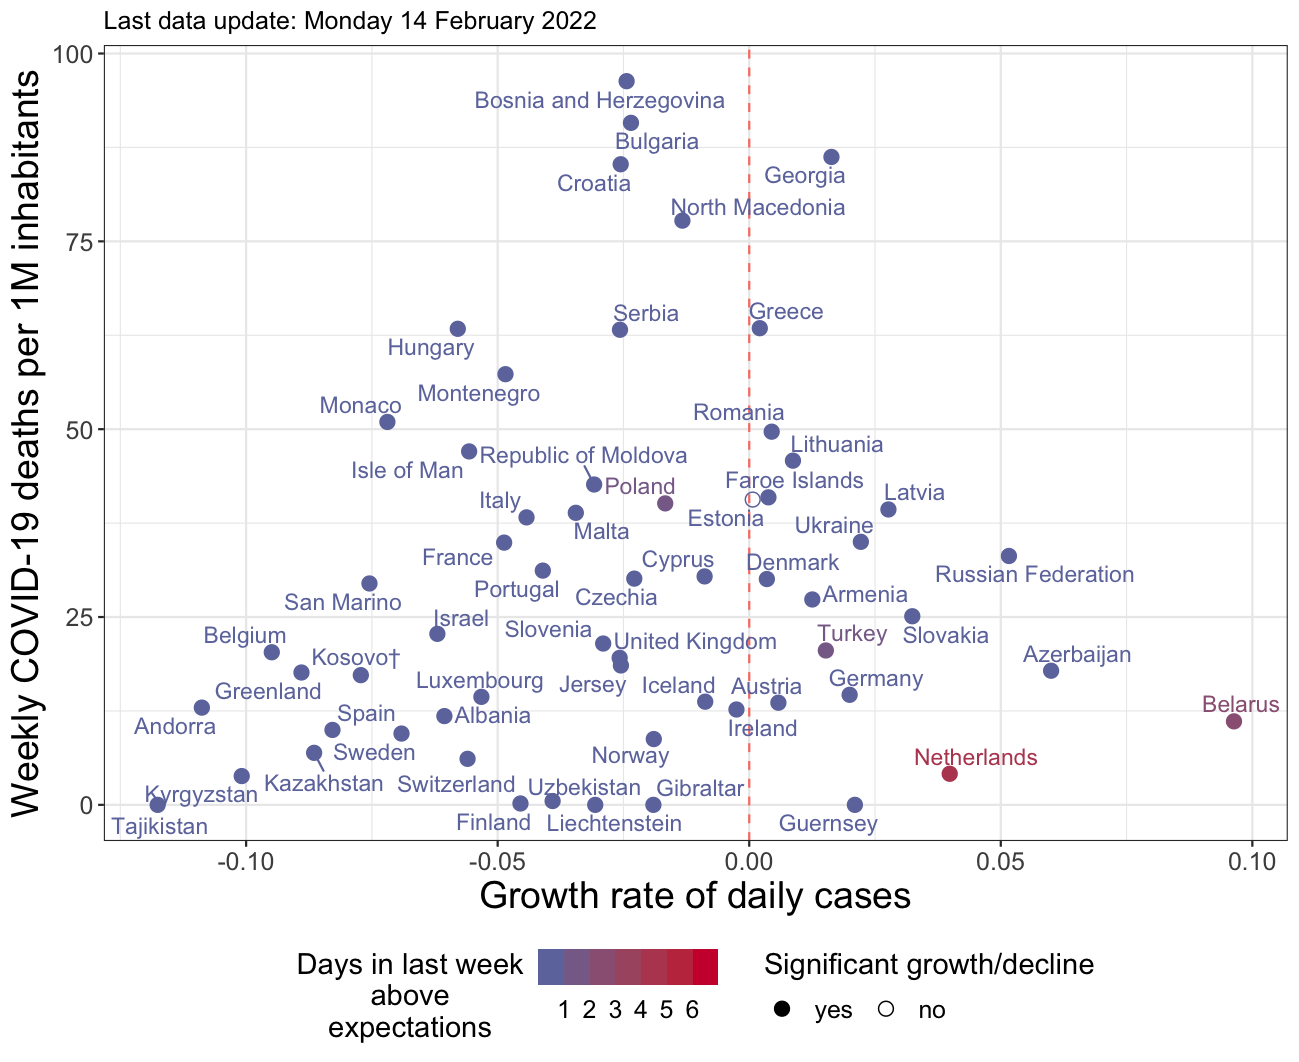 Last data update: Monday 14 February 2022
Weekly COVID-19 deaths per 1M inhabitants
100
75
50
25
0
Bosnia and Herzegovina
Bulgaria
Georgia
Croatia
North Macedonia
Serbia
Greece
Hungary
Montenegro
Monaco
Romania
Lithuania
Isle of Man
Republic of Moldova
Poland
Faroe Islands
Latvia
Italy
Estonia
Ukraine
Malta
France
Cyprus
Denmark
Russian Federation
Portugal
Czechia
Armenia
San Marino
Israel
Slovenia
Turkey
Slovakia
Belgium
United Kingdom
Kosovo†
Azerbaijan
Greenland
Luxembourg
Jersey
Iceland
Austria
Germany
Belarus
Andorra
Spain
Albania
Ireland
Sweden
Norway
Netherlands
Kazakhstan
Switzerland
Uzbekistan
Gibraltar
Kyrgyzstan
Tajikistan
Finland
Liechtenstein
Guernsey
-0.10
-0.05
0.00
0.05
0.10
Growth rate of daily cases
Days in last week
above
expectations
1 2 3 4 5 6
Significant growth/decline
yes
no